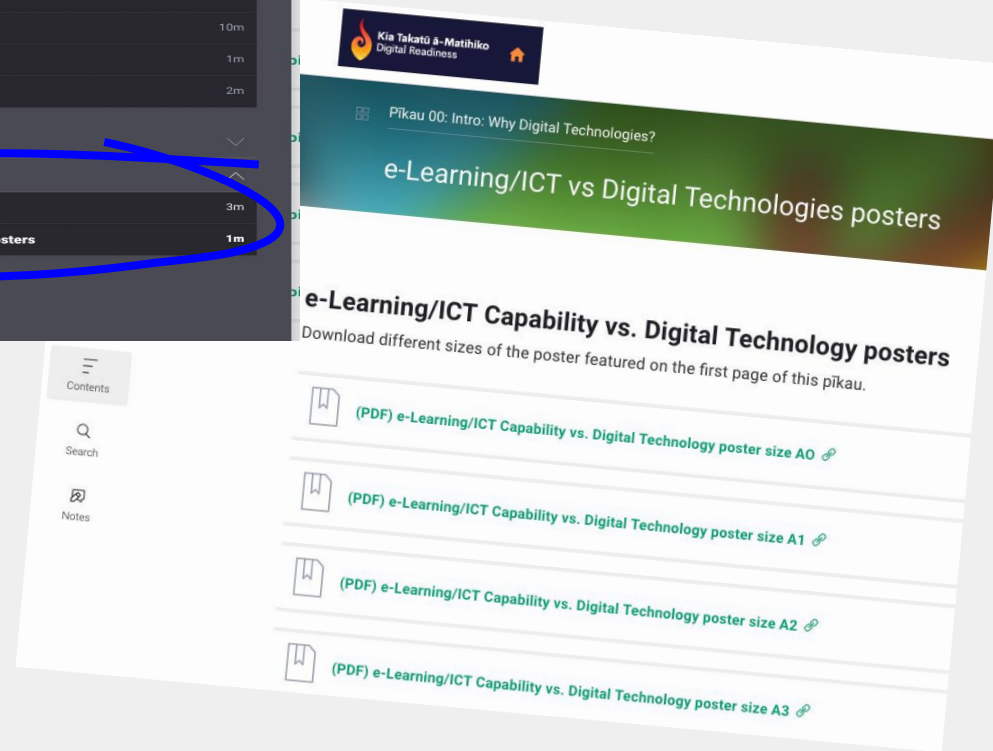 10m
1m
2m
3m
sters
1m
Kia Takatū ā-Matihiko
Digital Readiness
Pīkau 00: Intro: Why Digital Technologies?
e-Learning/ICT vs Digital Technologies posters
e-Learning/ICT Capability vs. Digital Technology posters
Download different sizes of the poster featured on the first page of this pīkau.
Contents
Search
Notes
(PDF) e-Learning/ICT Capability vs. Digital Technology poster size AO
(PDF) e-Learning/ICT Capability vs. Digital Technology poster size A1
(PDF) e-Learning/ICT Capability vs. Digital Technology poster size A2
(PDF) e-Learning/ICT Capability vs. Digital Technology poster size A3